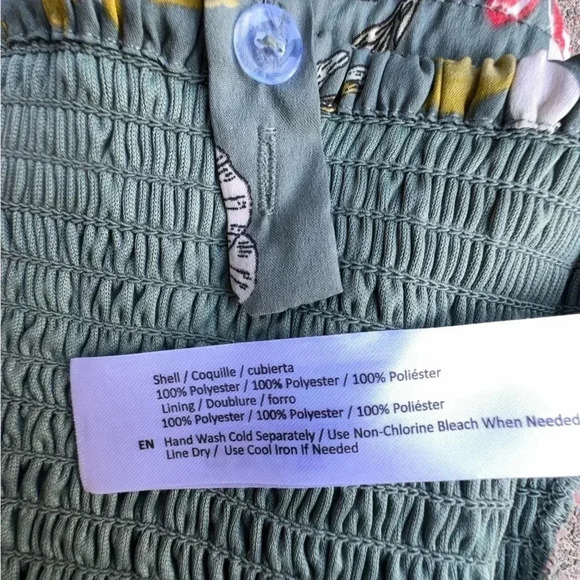 Shell / Coquille / cubierta
100% Polyester / 100% Polyester / 100% Poliéster
Lining / Doublure / forro
100% Polyester / 100% Polyester / 100% Poliéster
EN Hand Wash Cold Separately / Use Non-Chlorine Bleach When Needed
Line Dry / Use Cool Iron If Needed